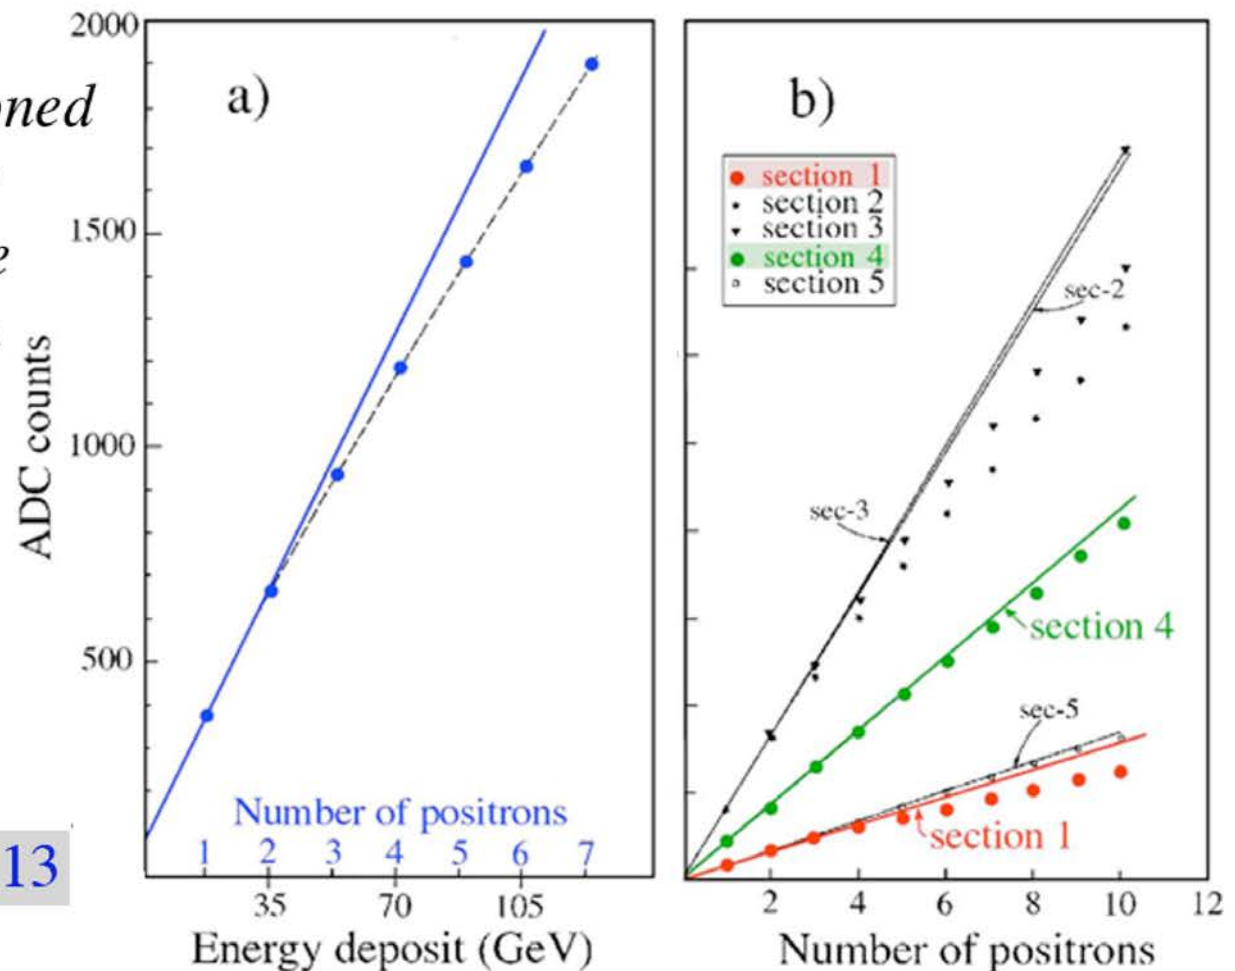 oned
e
13
a)
2000
1500
1000
500
ADC counts
Number of positrons
1 2 3 4 5 6 7
35 70 105
Energy deposit (GeV)
b)
section 1
section 2
section 3
section 4
section 5
sec-2
sec-3
section 4
sec-5
section 1
2 4 6 8 10 12
Number of positrons